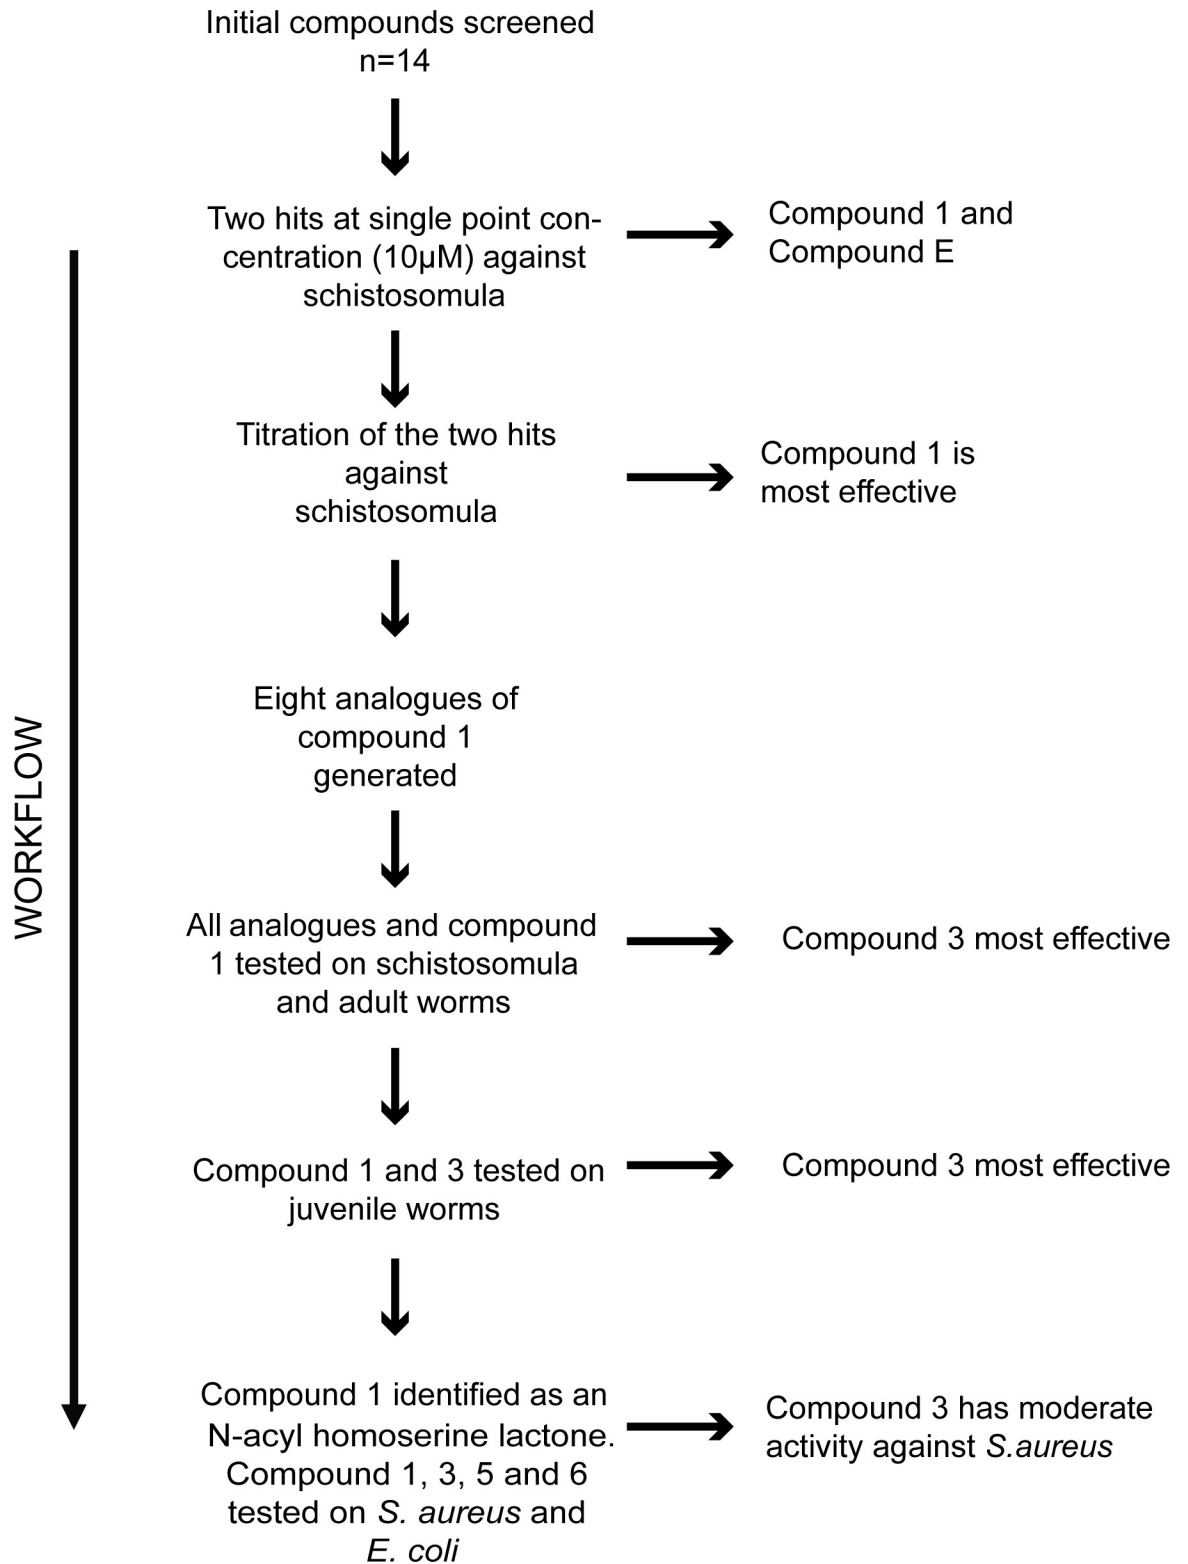 Initial compounds screened
n=14
Two hits at single point con-
centration (10µM) against
schistosomula
Compound 1 and
Compound E
Titration of the two hits
against
schistosomula
Compound 1 is
most effective
Eight analogues of
compound 1
generated
WORKFLOW
All analogues and compound
1 tested on schistosomula
and adult worms
Compound 3 most effective
Compound 1 and 3 tested on
juvenile worms
Compound 3 most effective
Compound 1 identified as an
N-acyl homoserine lactone.
Compound 1, 3, 5 and 6
tested on S. aureus and
E. coli
Compound 3 has moderate
activity against S.aureus